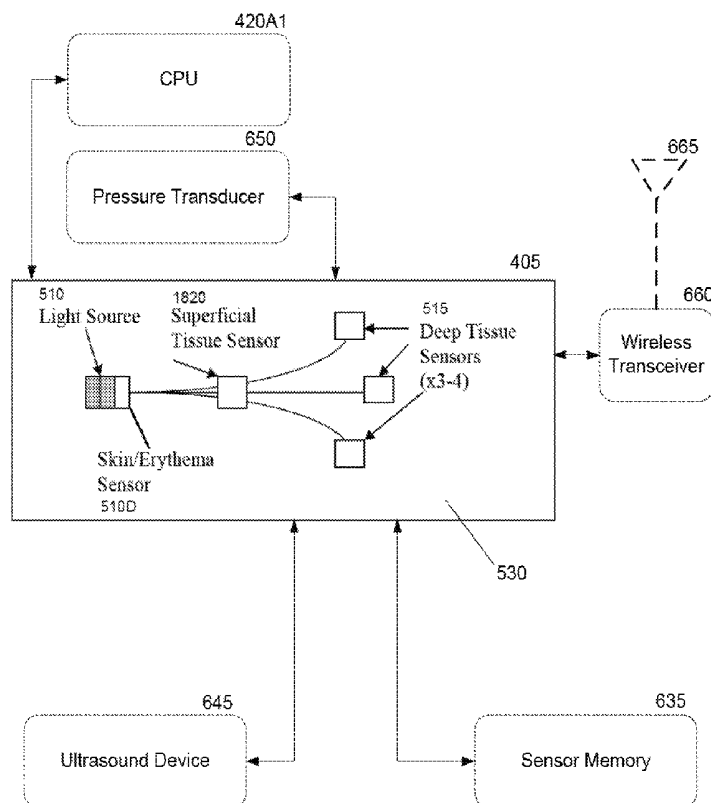 420A1
CPU
650
Pressure Transducer
665
405
660
Wireless
Transceiver
510
Light Source
1820
Superficial
Tissue Sensor
515
Deep Tissue
Sensors
(x3-4)
Skin/Erythema
Sensor
510D
530
645
Ultrasound Device
635
Sensor Memory